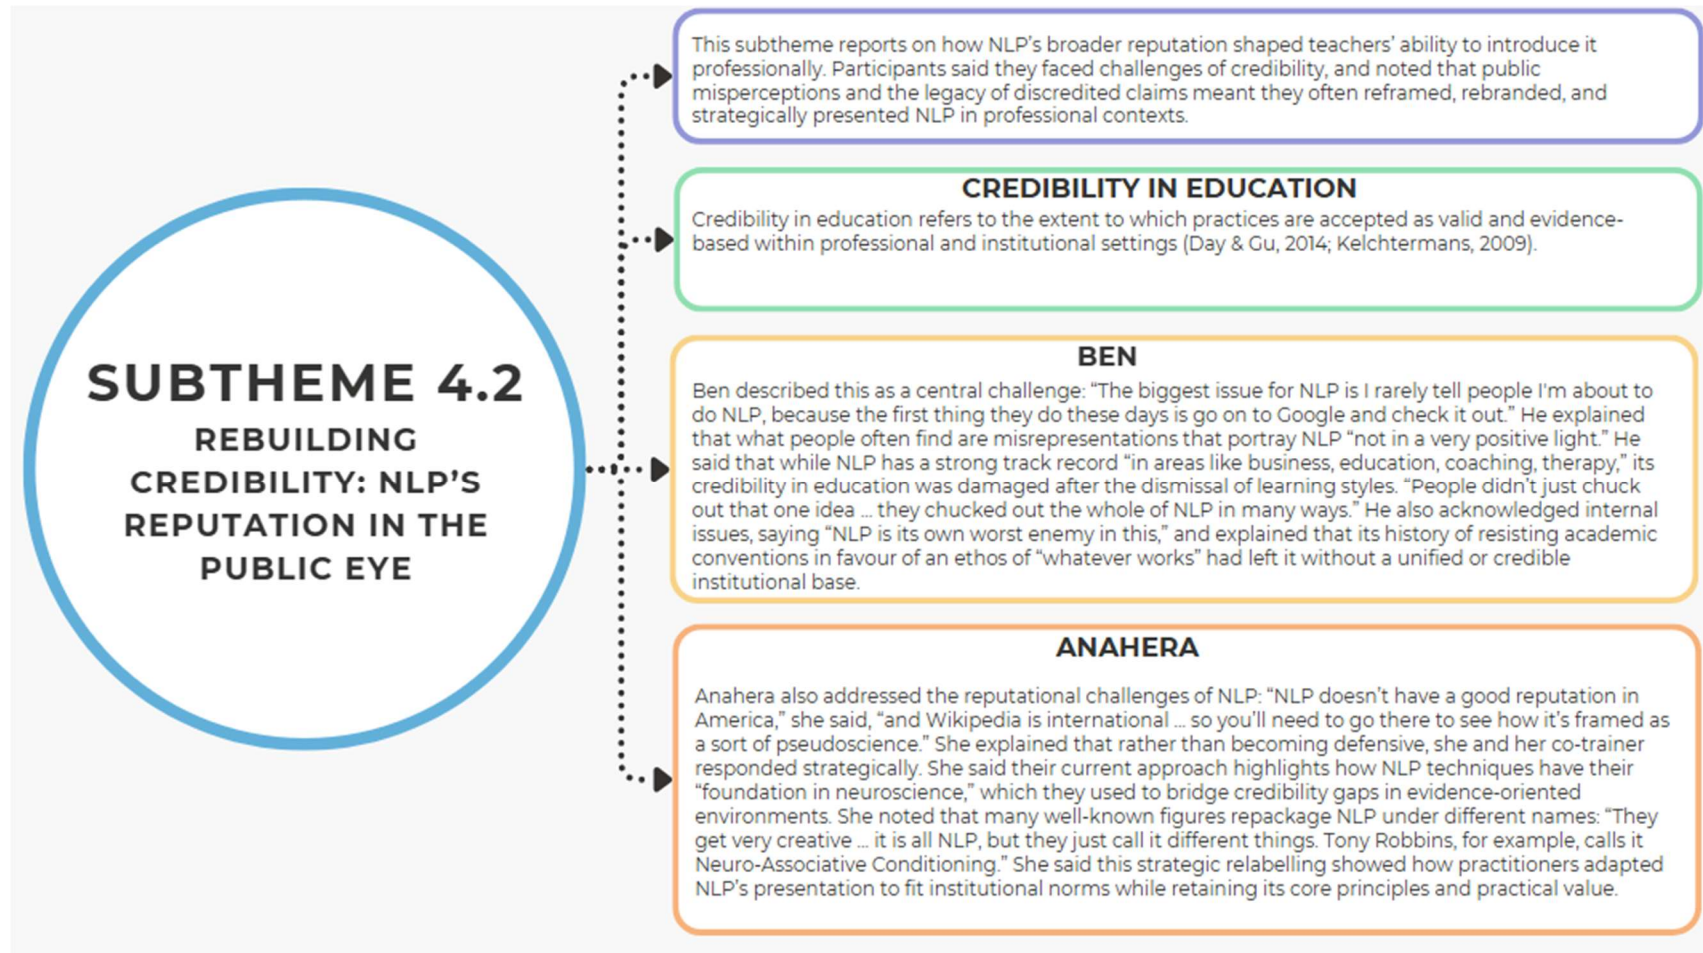 SUBTHEME 4.2
REBUILDING
CREDIBILITY: NLP’S
REPUTATION IN THE
PUBLIC EYE
This subtheme reports on how NLP’s broader reputation shaped teachers’ ability to introduce it
professionally. Participants said they faced challenges of credibility, and noted that public
misperceptions and the legacy of discredited claims meant they often reframed, rebranded, and
strategically presented NLP in professional contexts.
CREDIBILITY IN EDUCATION
Credibility in education refers to the extent to which practices are accepted as valid and evidence-
based within professional and institutional settings (Day & Gu, 2014; Kelchtermans, 2009).
BEN
Ben described this as a central challenge: “The biggest issue for NLP is I rarely tell people I'm about to
do NLP, because the first thing they do these days is go on to Google and check it out.” He explained
that what people often find are misrepresentations that portray NLP “not in a very positive light.” He
said that while NLP has a strong track record “in areas like business, education, coaching, therapy,” its
credibility in education was damaged after the dismissal of learning styles. “People didn’t just chuck
out that one idea ... they chucked out the whole of NLP in many ways.” He also acknowledged internal
issues, saying “NLP is its own worst enemy in this,” and explained that its history of resisting academic
conventions in favour of an ethos of “whatever works” had left it without a unified or credible
institutional base.
ANAHERA
Anahera also addressed the reputational challenges of NLP: “NLP doesn’t have a good reputation in
America,” she said, “and Wikipedia is international ... so you’ll need to go there to see how it’s framed as
a sort of pseudoscience.” She explained that rather than becoming defensive, she and her co-trainer
responded strategically. She said their current approach highlights how NLP techniques have their
“foundation in neuroscience,” which they used to bridge credibility gaps in evidence-oriented
environments. She noted that many well-known figures repackage NLP under different names: “They
get very creative ... it is all NLP, but they just call it different things. Tony Robbins, for example, calls it
Neuro-Associative Conditioning.” She said this strategic relabelling showed how practitioners adapted
NLP’s presentation to fit institutional norms while retaining its core principles and practical value.